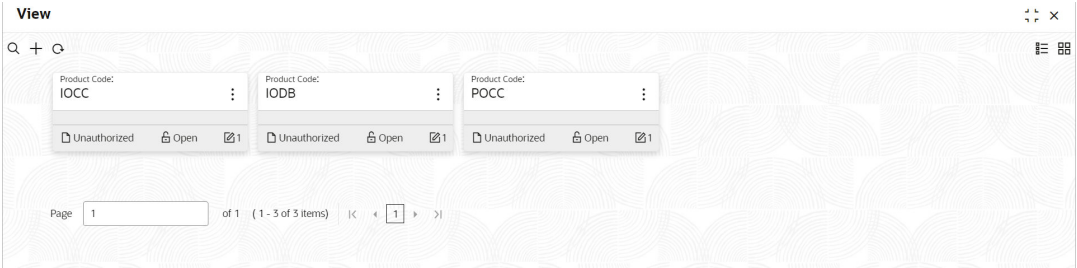 View
Product Code:
IOCC
Unauthorized Open 1
Product Code:
IODB
Unauthorized Open 1
Product Code:
POCC
Unauthorized Open 1
Page 1 of 1 ( 1 - 3 of 3 items) 1